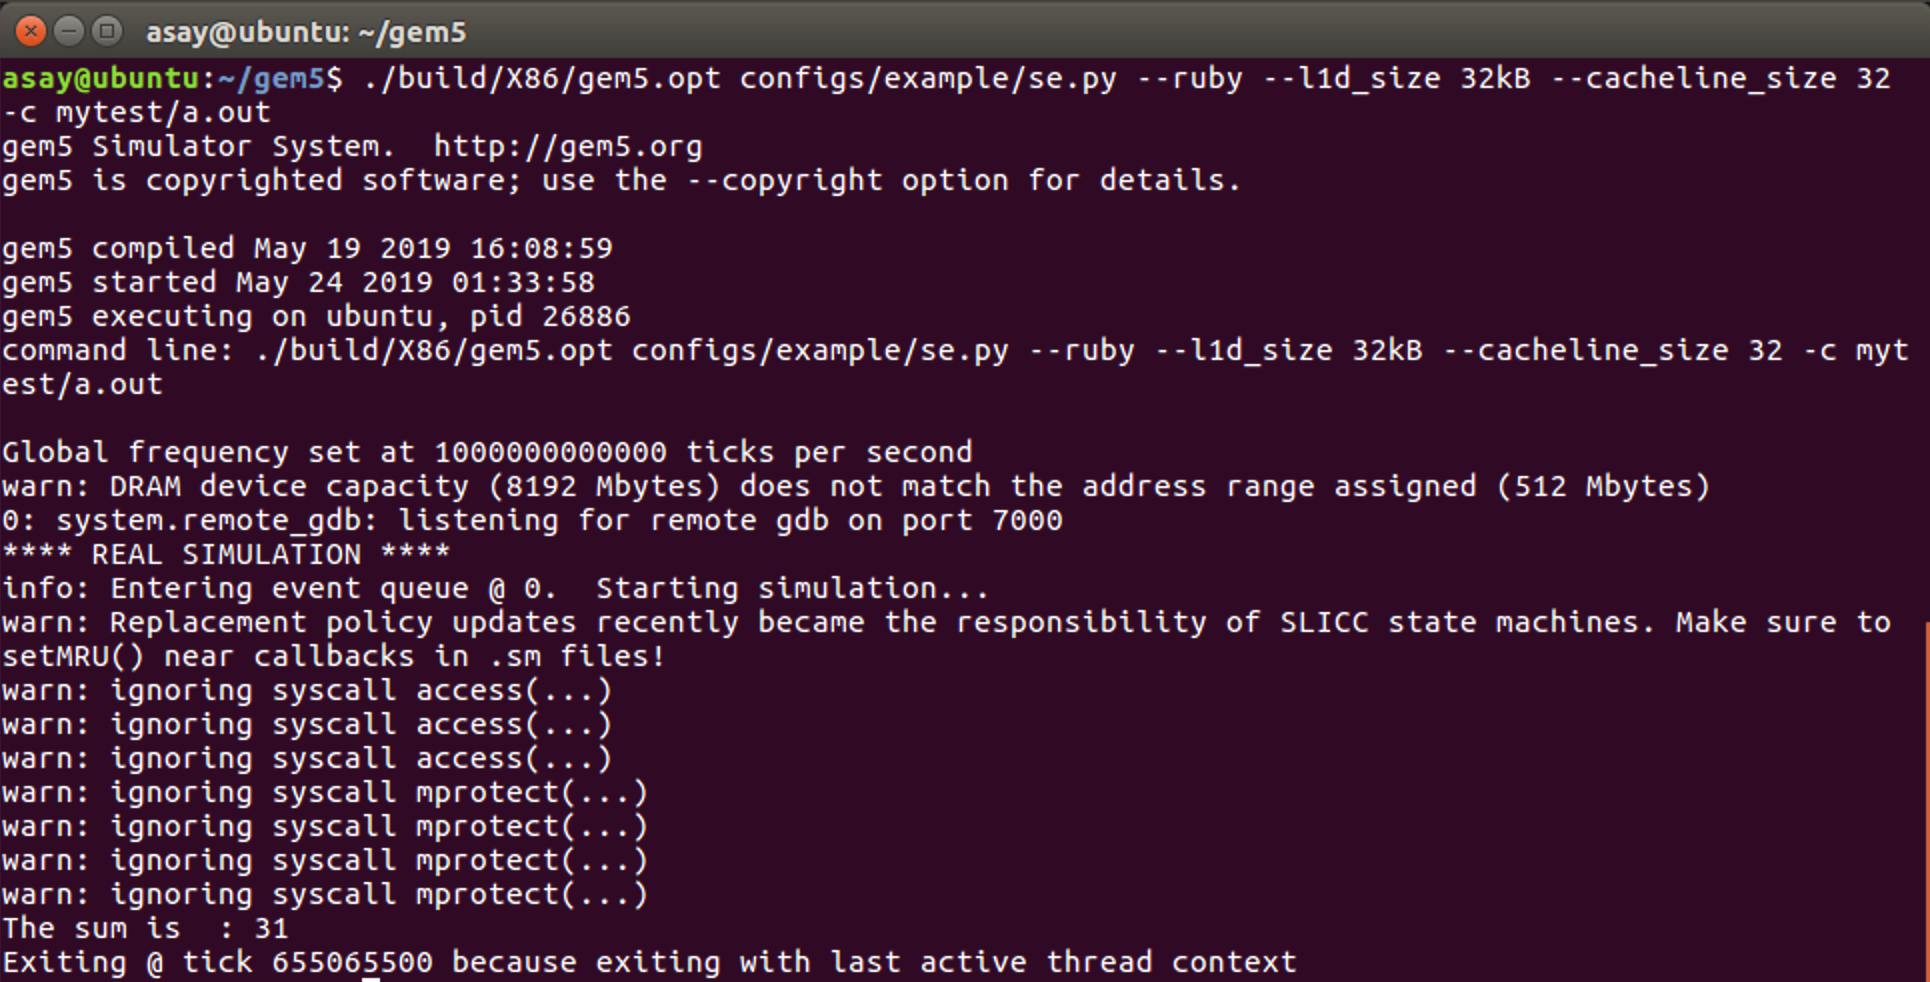 asay@ubuntu: ~/gem5
asay@ubuntu:~/gem5$ ./build/X86/gem5.opt configs/example/se.py --ruby --l1d_size 32kB --cacheline_size 32
-c mytest/a.out
gem5 Simulator System.  http://gem5.org
gem5 is copyrighted software; use the --copyright option for details.

gem5 compiled May 19 2019 16:08:59
gem5 started May 24 2019 01:33:58
gem5 executing on ubuntu, pid 26886
command line: ./build/X86/gem5.opt configs/example/se.py --ruby --l1d_size 32kB --cacheline_size 32 -c myt
est/a.out

Global frequency set at 1000000000000 ticks per second
warn: DRAM device capacity (8192 Mbytes) does not match the address range assigned (512 Mbytes)
0: system.remote_gdb: listening for remote gdb on port 7000
**** REAL SIMULATION ****
info: Entering event queue @ 0.  Starting simulation...
warn: Replacement policy updates recently became the responsibility of SLICC state machines. Make sure to
setMRU() near callbacks in .sm files!
warn: ignoring syscall access(...)
warn: ignoring syscall access(...)
warn: ignoring syscall access(...)
warn: ignoring syscall mprotect(...)
warn: ignoring syscall mprotect(...)
warn: ignoring syscall mprotect(...)
warn: ignoring syscall mprotect(...)
The sum is  : 31
Exiting @ tick 655065500 because exiting with last active thread context